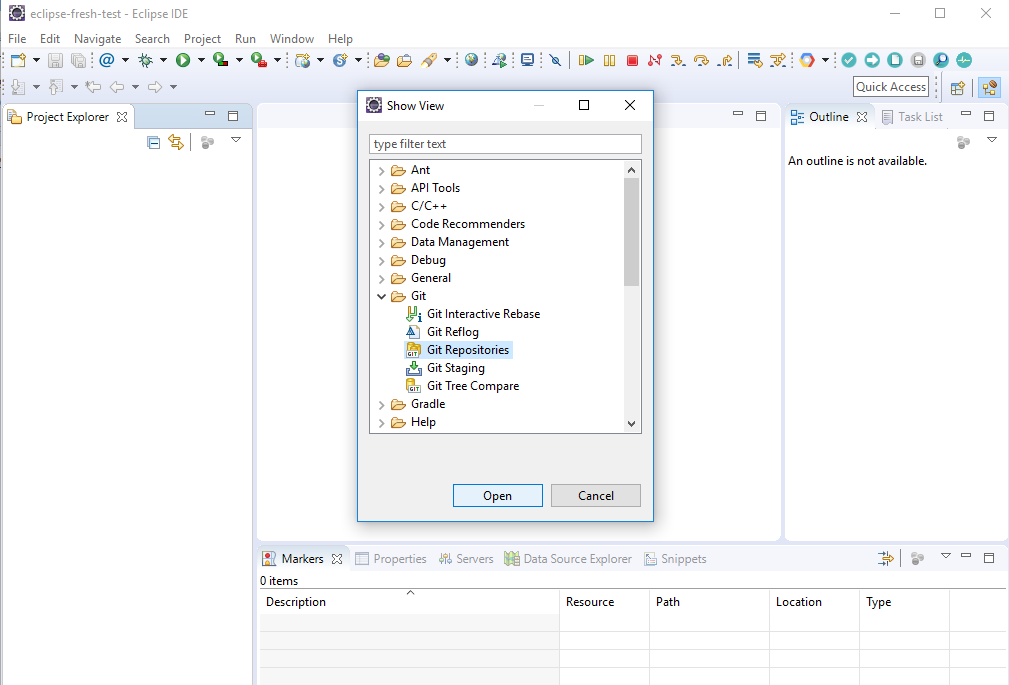 eclipse-fresh-test - Eclipse IDE
File Edit Navigate Search Project Run Window Help
Quick Access
Project Explorer
Show View
type filter text
Ant
API Tools
C/C++
Code Recommenders
Data Management
Debug
General
Git
Git Interactive Rebase
Git Reflog
GIT Git Repositories
Git Staging
GIT Git Tree Compare
Gradle
Help
Open Cancel
Outline Task List
An outline is not available.
Markers Properties Servers Data Source Explorer Snippets
0 items
Description Resource Path Location Type